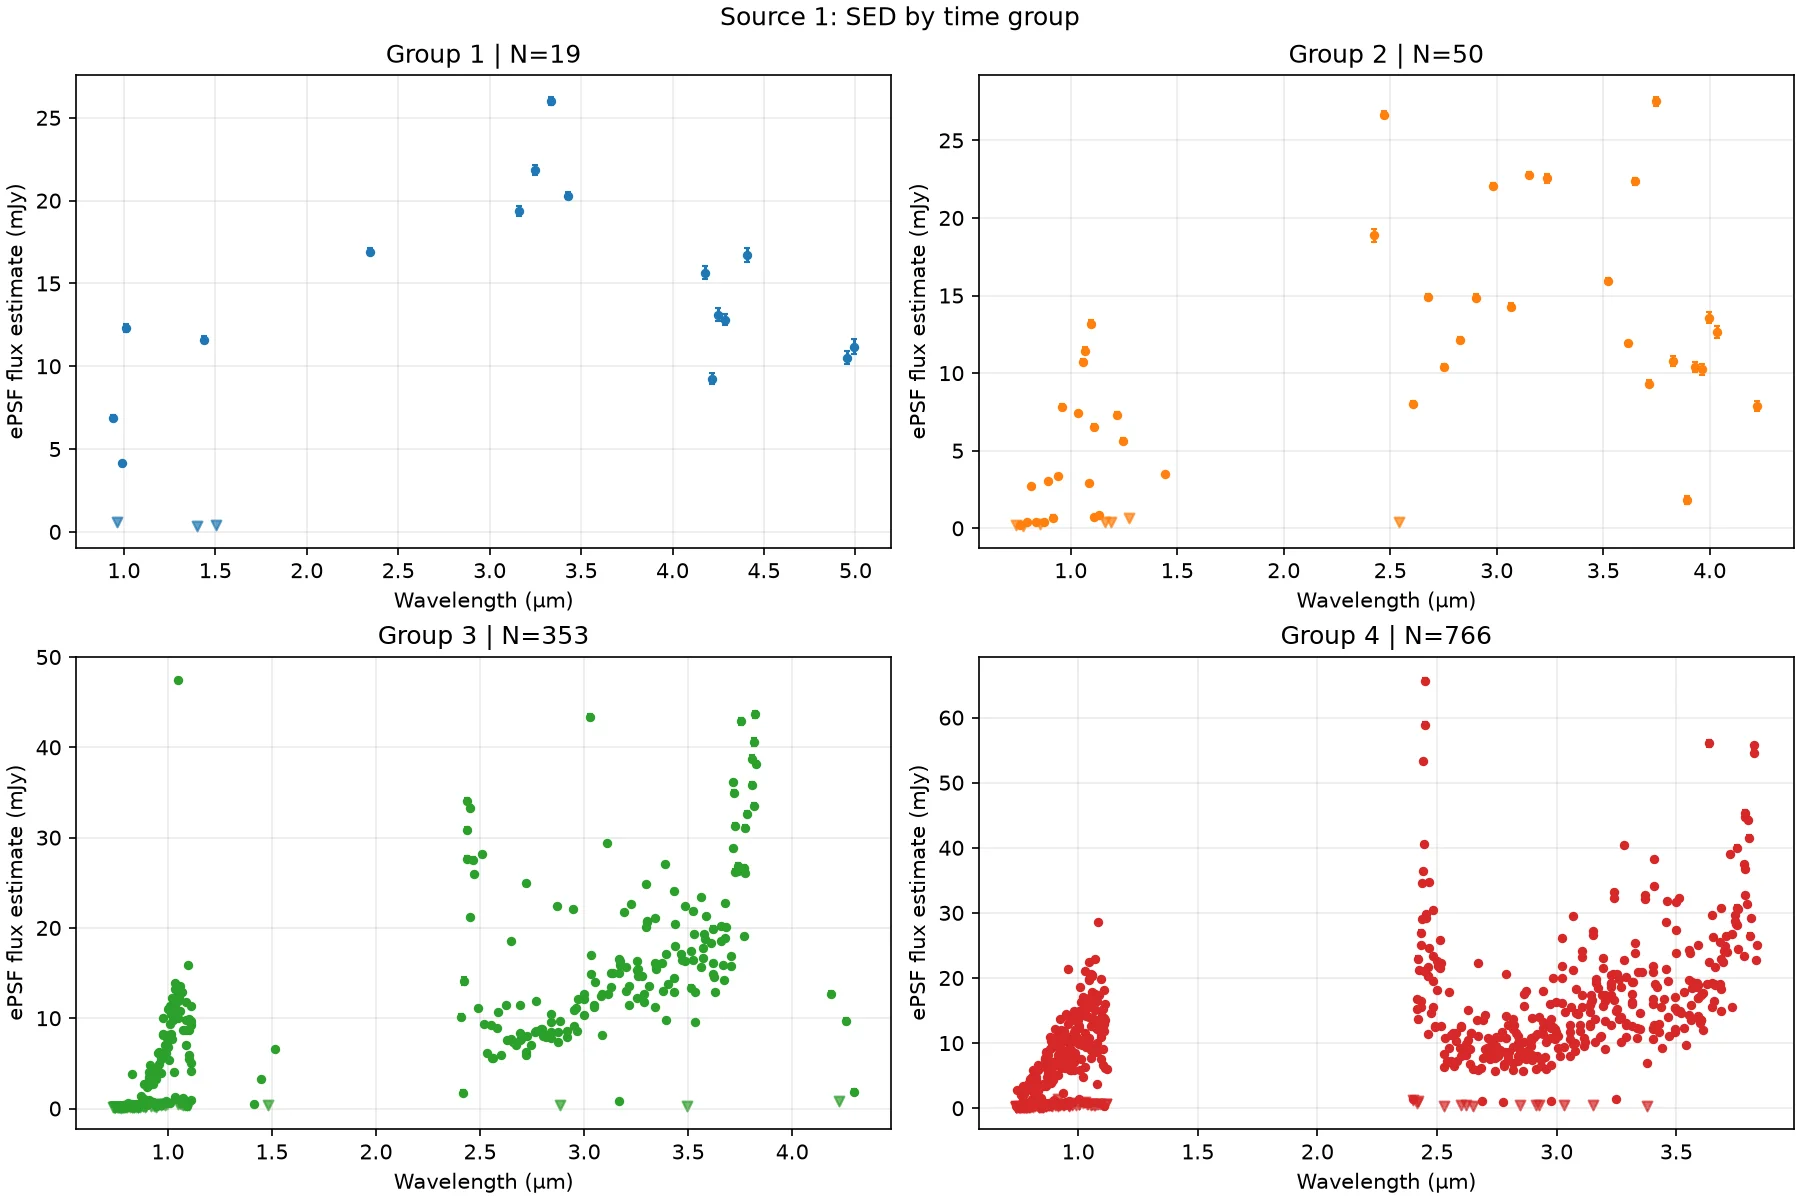 Source 1: SED by time group
Group 1 | N=19
ePSF flux estimate (mJy)
25
20
15
10
5
0
1.0 1.5 2.0 2.5 3.0 3.5 4.0 4.5 5.0
Wavelength (μm)
Group 2 | N=50
ePSF flux estimate (mJy)
25
20
15
10
5
0
1.0 1.5 2.0 2.5 3.0 3.5 4.0
Wavelength (μm)
Group 3 | N=353
ePSF flux estimate (mJy)
50
40
30
20
10
0
1.0 1.5 2.0 2.5 3.0 3.5 4.0
Wavelength (μm)
Group 4 | N=766
ePSF flux estimate (mJy)
60
50
40
30
20
10
0
1.0 1.5 2.0 2.5 3.0 3.5
Wavelength (μm)